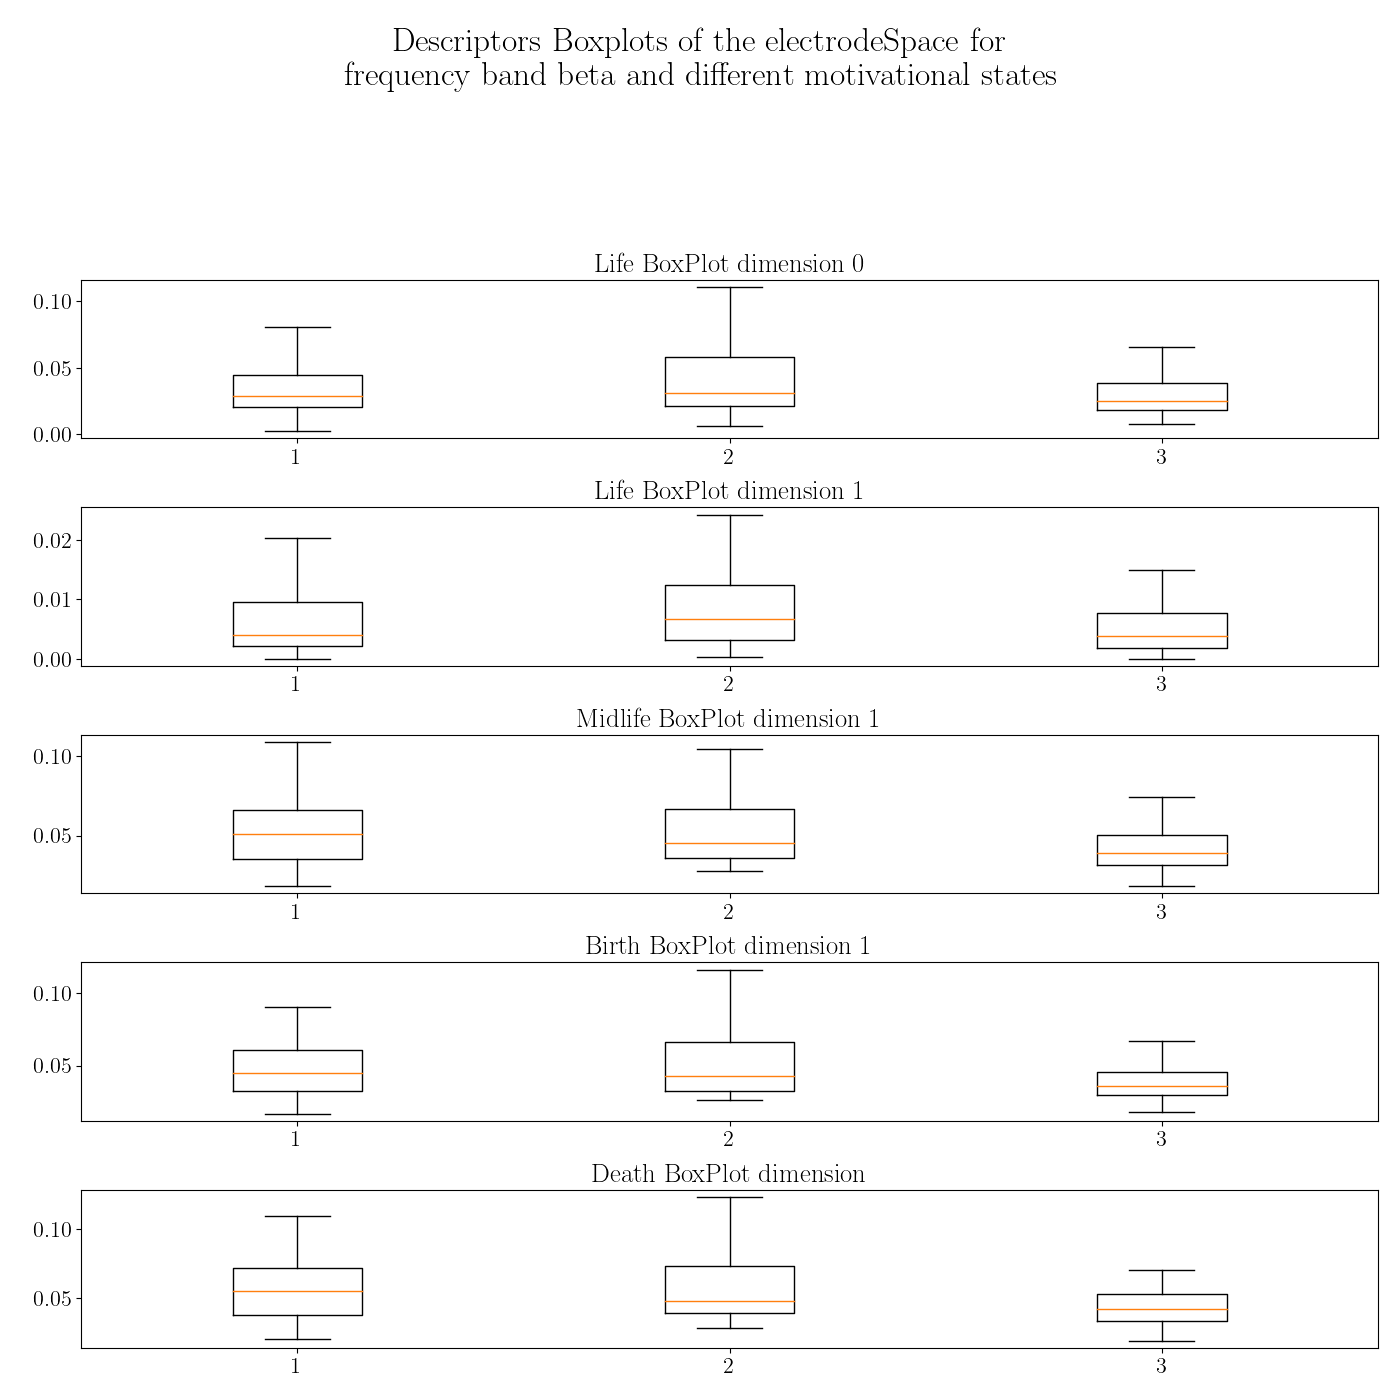 Descriptors Boxplots of the electrodeSpace for
frequency band beta and different motivational states
Life BoxPlot dimension 0
0.10
0.05
0.00
1 2 3
Life BoxPlot dimension 1
0.02
0.01
0.00
1 2 3
Midlife BoxPlot dimension 1
0.10
0.05
1 2 3
Birth BoxPlot dimension 1
0.10
0.05
1 2 3
Death BoxPlot dimension
0.10
0.05
1 2 3